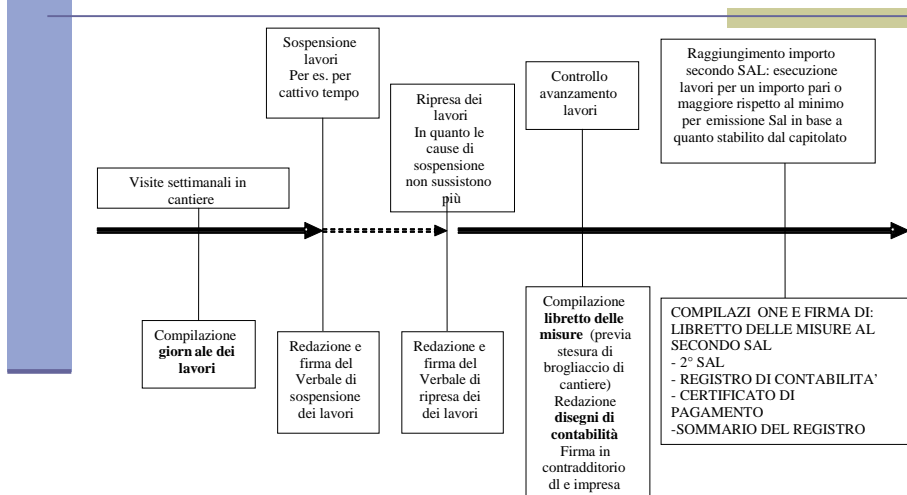 Sospensione
lavori
Per es. per
cattivo tempo
Ripresa dei
lavori
In quanto le
cause di
sospensione
non sussistono
più
Controllo
avanzamento
lavori
Raggiungimento importo
secondo SAL: esecuzione
lavori per un importo pari o
maggiore rispetto al minimo
per emissione Sal in base a
quanto stabilito dal capitolato
Visite settimanali in
cantiere
Compilazione
giorn ale dei
lavori
Redazione e
firma del
Verbale di
sospensione
dei lavori
Redazione e
firma del
Verbale di
ripresa dei
dei lavori
Compilazione
libretto delle
misure (previa
stesura di
brogliaccio di
cantiere)
Redazione
disegni di
contabilità
Firma in
contradditorio
dl e impresa
COMPILAZI ONE E FIRMA DI:
LIBRETTO DELLE MISURE AL
SECONDO SAL
- 2° SAL
- REGISTRO DI CONTABILITA’
- CERTIFICATO DI
PAGAMENTO
-SOMMARIO DEL REGISTRO